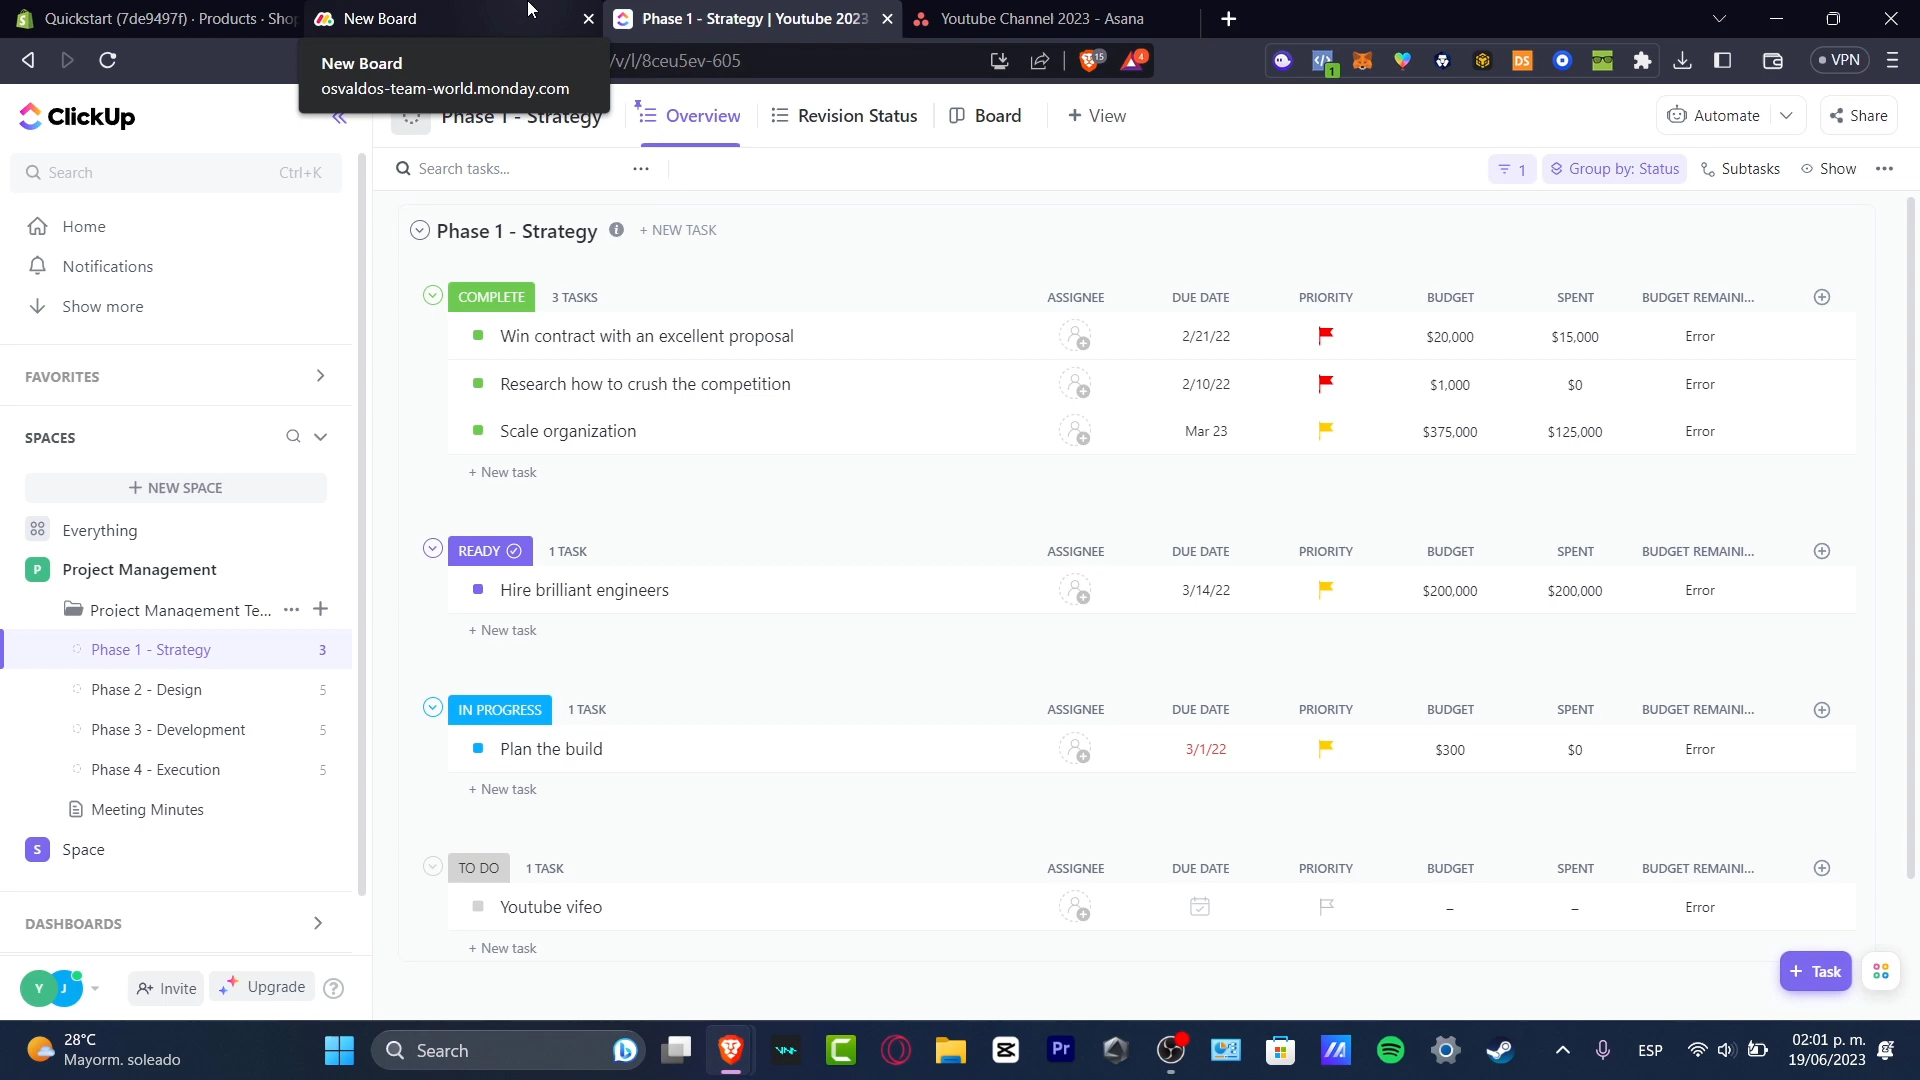 Quickstart (7de9497f) · Products · Shop
New Board
Phase 1 - Strategy | Youtube 2023
Youtube Channel 2023 - Asana
/v/l/8ceu5ev-605
15
4
1
DS
VPN
New Board
osvaldos-team-world.monday.com
ClickUp
Phase 1 - Strategy
Overview
Revision Status
Board
+ View
Automate
Share
Search
Ctrl+K
Search tasks...
1
Group by: Status
Subtasks
Show
Home
Notifications
Show more
FAVORITES
SPACES
+ NEW SPACE
Everything
P
Project Management
Project Management Te...
Phase 1 - Strategy
3
Phase 2 - Design
5
Phase 3 - Development
5
Phase 4 - Execution
5
Meeting Minutes
S
Space
DASHBOARDS
Y
J
Invite
Upgrade
?
Phase 1 - Strategy
+ NEW TASK
COMPLETE
3 TASKS
ASSIGNEE
DUE DATE
PRIORITY
BUDGET
SPENT
BUDGET REMAINI...
Win contract with an excellent proposal
2/21/22
$20,000
$15,000
Error
Research how to crush the competition
2/10/22
$1,000
$0
Error
Scale organization
Mar 23
$375,000
$125,000
Error
+ New task
READY
1 TASK
ASSIGNEE
DUE DATE
PRIORITY
BUDGET
SPENT
BUDGET REMAINI...
Hire brilliant engineers
3/14/22
$200,000
$200,000
Error
+ New task
IN PROGRESS
1 TASK
ASSIGNEE
DUE DATE
PRIORITY
BUDGET
SPENT
BUDGET REMAINI...
Plan the build
3/1/22
$300
$0
Error
+ New task
TO DO
1 TASK
ASSIGNEE
DUE DATE
PRIORITY
BUDGET
SPENT
BUDGET REMAINI...
Youtube vifeo
–
–
Error
+ New task
+ Task
28°C
Mayorm. soleado
Search
Pr
ESP
02:01 p. m.
19/06/2023